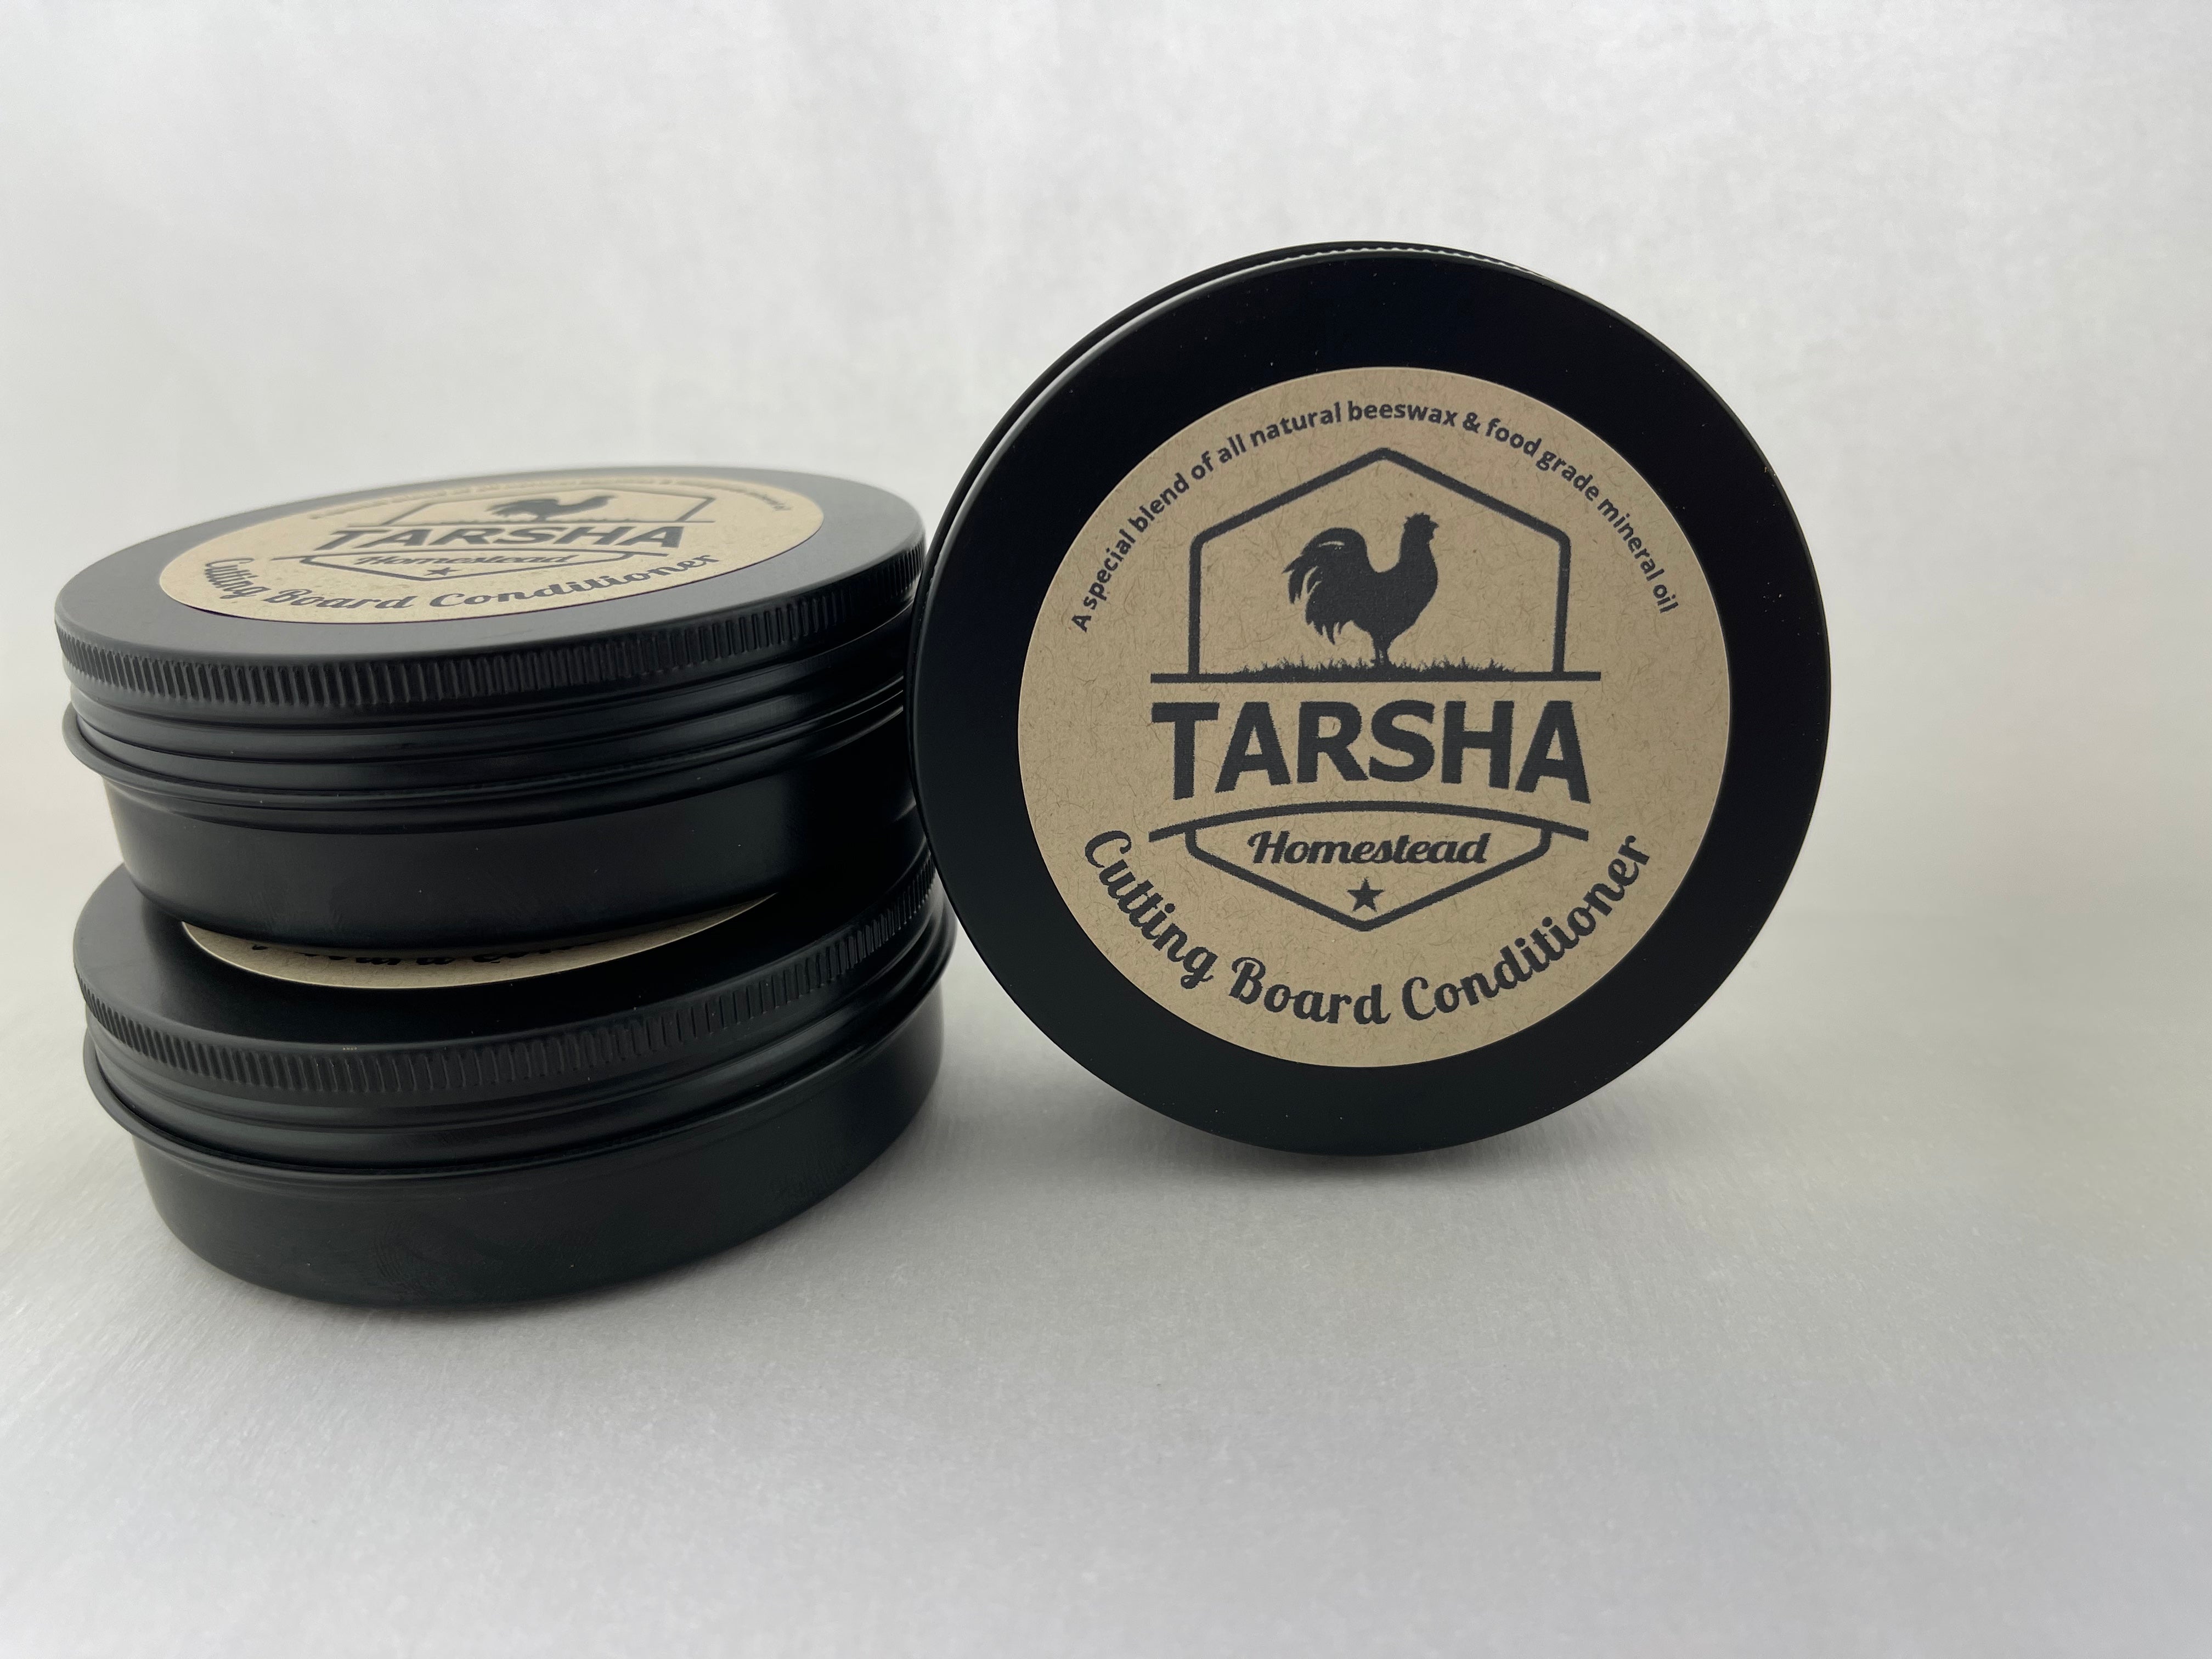 A special blend of all natural beeswax & food grade mineral oil
TARSHA
Homestead
Cutting Board Conditioner
TARSHA
Homestead
Cutting Board Conditioner